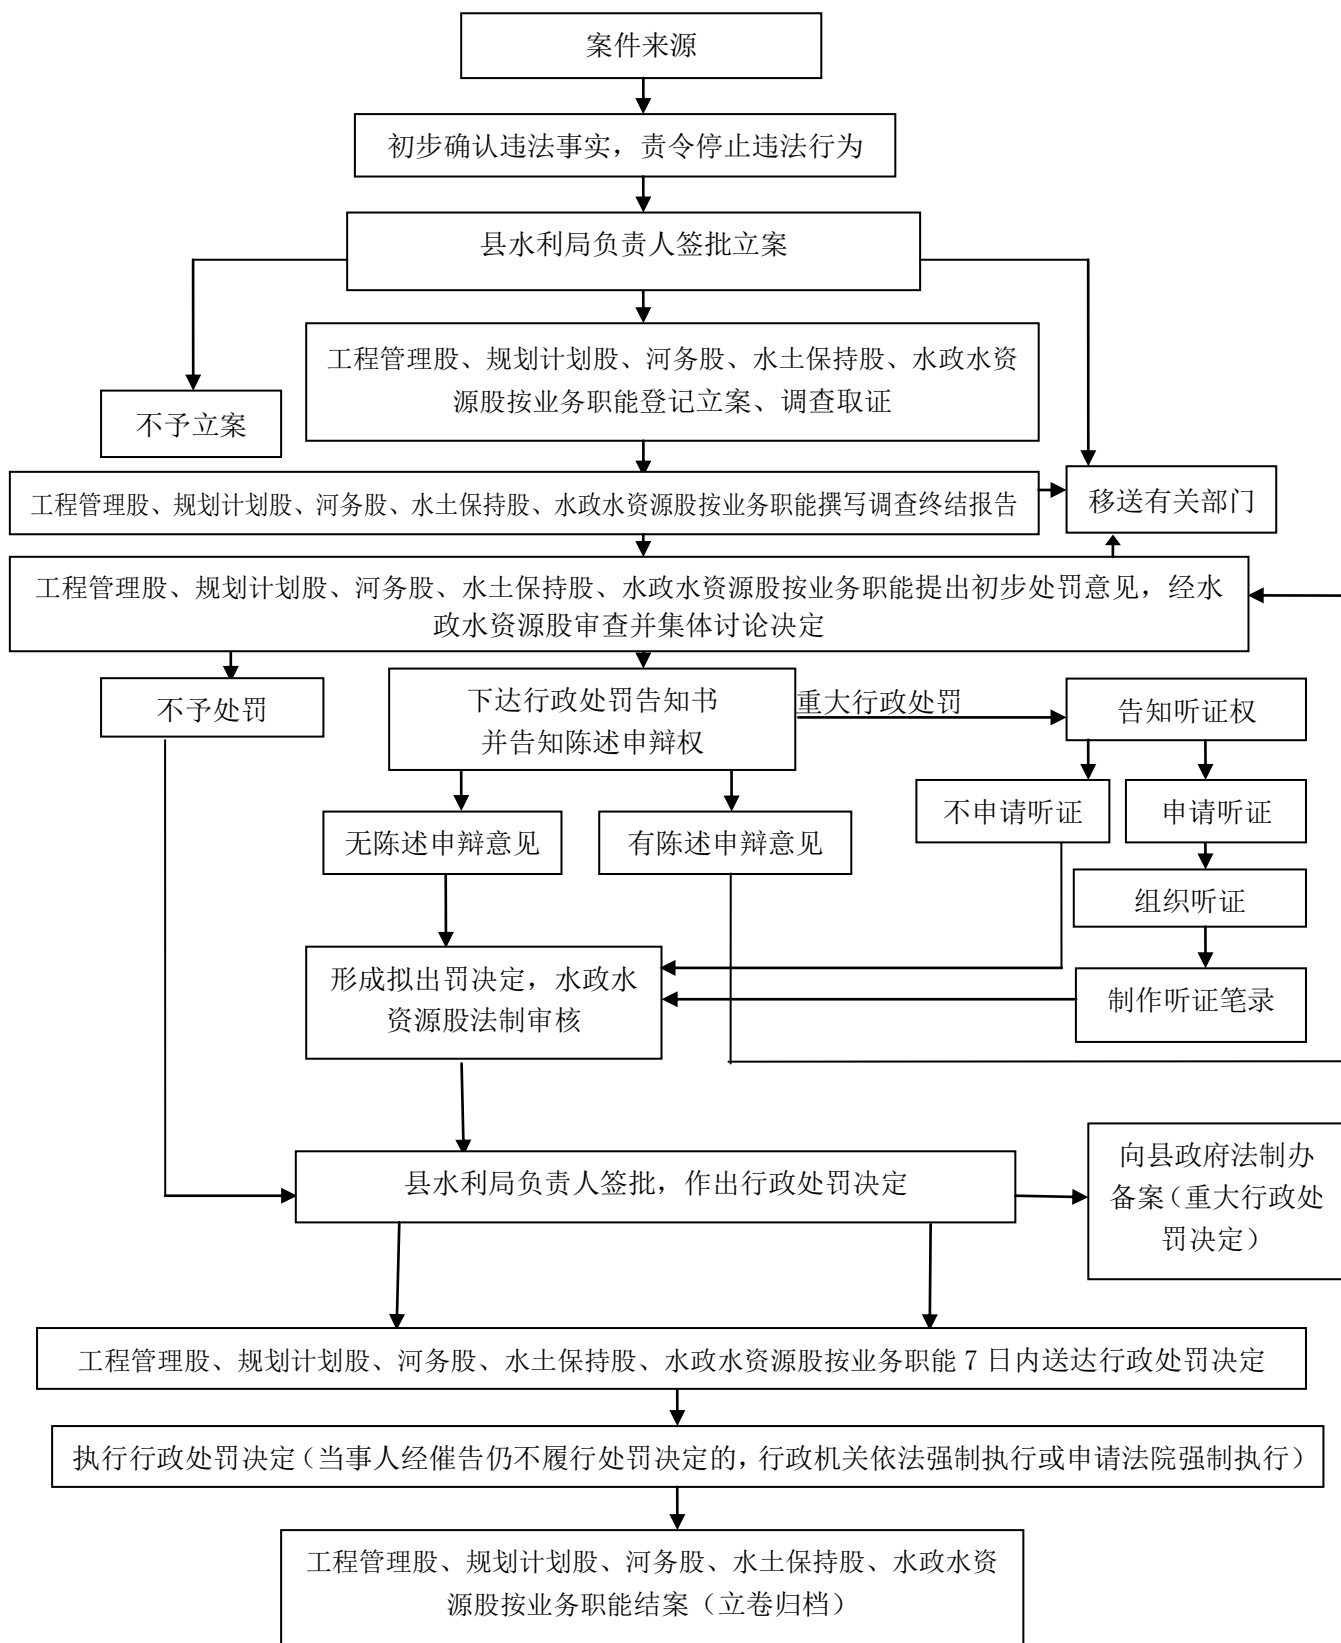 案件来源
初步确认违法事实，责令停止违法行为
县水利局负责人签批立案
工程管理股、规划计划股、河务股、水土保持股、水政水资
源股按业务职能登记立案、调查取证
不予立案
工程管理股、规划计划股、河务股、水土保持股、水政水资源股按业务职能撰写调查终结报告
移送有关部门
工程管理股、规划计划股、河务股、水土保持股、水政水资源股按业务职能提出初步处罚意见，经水
政水资源股审查并集体讨论决定
不予处罚
下达行政处罚告知书
并告知陈述申辩权
重大行政处罚
告知听证权
不申请听证
申请听证
无陈述申辩意见
有陈述申辩意见
组织听证
形成拟出罚决定，水政水
资源股法制审核
制作听证笔录
县水利局负责人签批，作出行政处罚决定
向县政府法制办
备案（重大行政处
罚决定）
工程管理股、规划计划股、河务股、水土保持股、水政水资源股按业务职能 7 日内送达行政处罚决定
执行行政处罚决定（当事人经催告仍不履行处罚决定的，行政机关依法强制执行或申请法院强制执行）
工程管理股、规划计划股、河务股、水土保持股、水政水资
源股按业务职能结案（立卷归档）